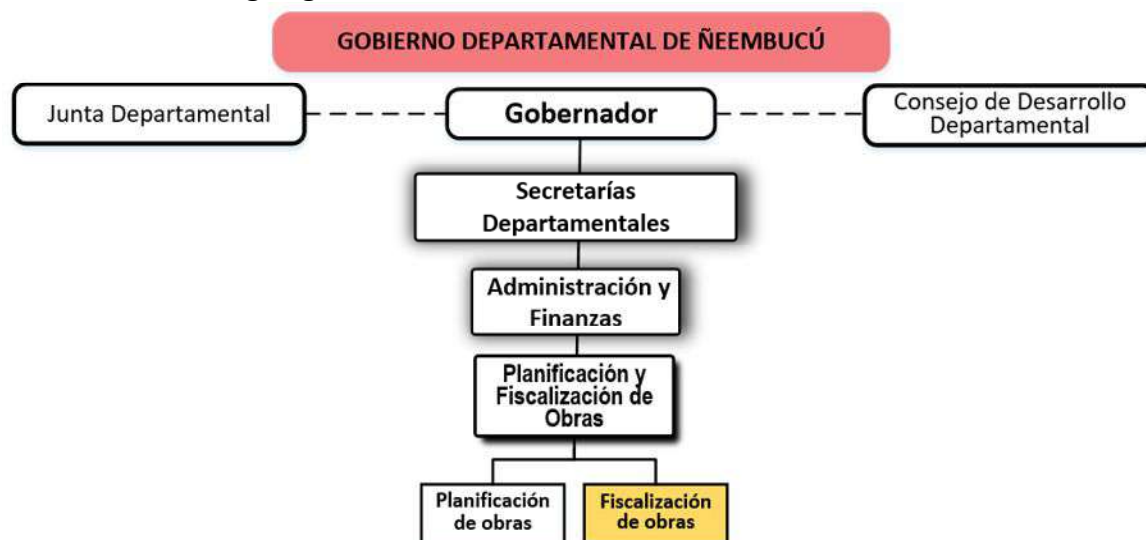 GOBIERNO DEPARTAMENTAL DE ÑEEMBUCÚ
Junta Departamental
Gobernador
Consejo de Desarrollo
Departamental
Secretarías
Departamentales
Administración y
Finanzas
Planificación y
Fiscalización de
Obras
Planificación
de obras
Fiscalización
de obras